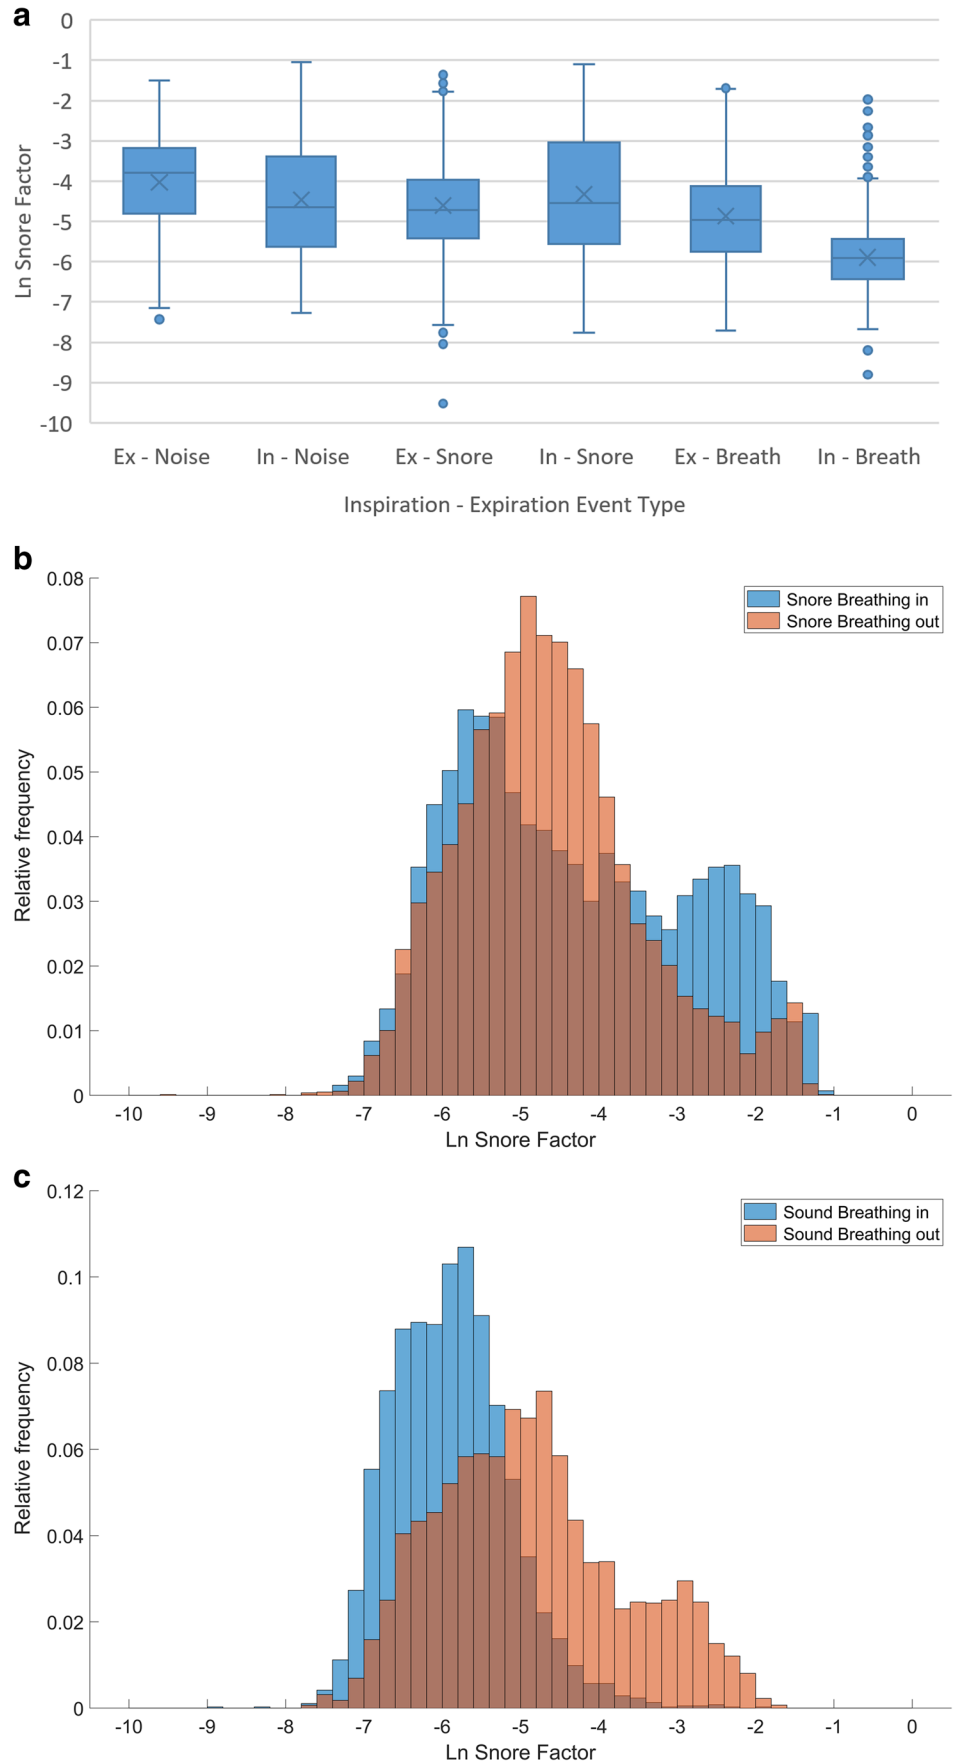 a
0
-1
-2
-3
-4
-5
-6
-7
-8
-9
-10
Ln Snore Factor
Ex - Noise In - Noise Ex - Snore In - Snore Ex - Breath In - Breath
Inspiration - Expiration Event Type
b
0.08
0.07
0.06
0.05
0.04
0.03
0.02
0.01
0
Relative frequency
Snore Breathing in
Snore Breathing out
-10 -9 -8 -7 -6 -5 -4 -3 -2 -1 0
Ln Snore Factor
c
0.12
0.1
0.08
0.06
0.04
0.02
0
Relative frequency
Sound Breathing in
Sound Breathing out
-10 -9 -8 -7 -6 -5 -4 -3 -2 -1 0
Ln Snore Factor